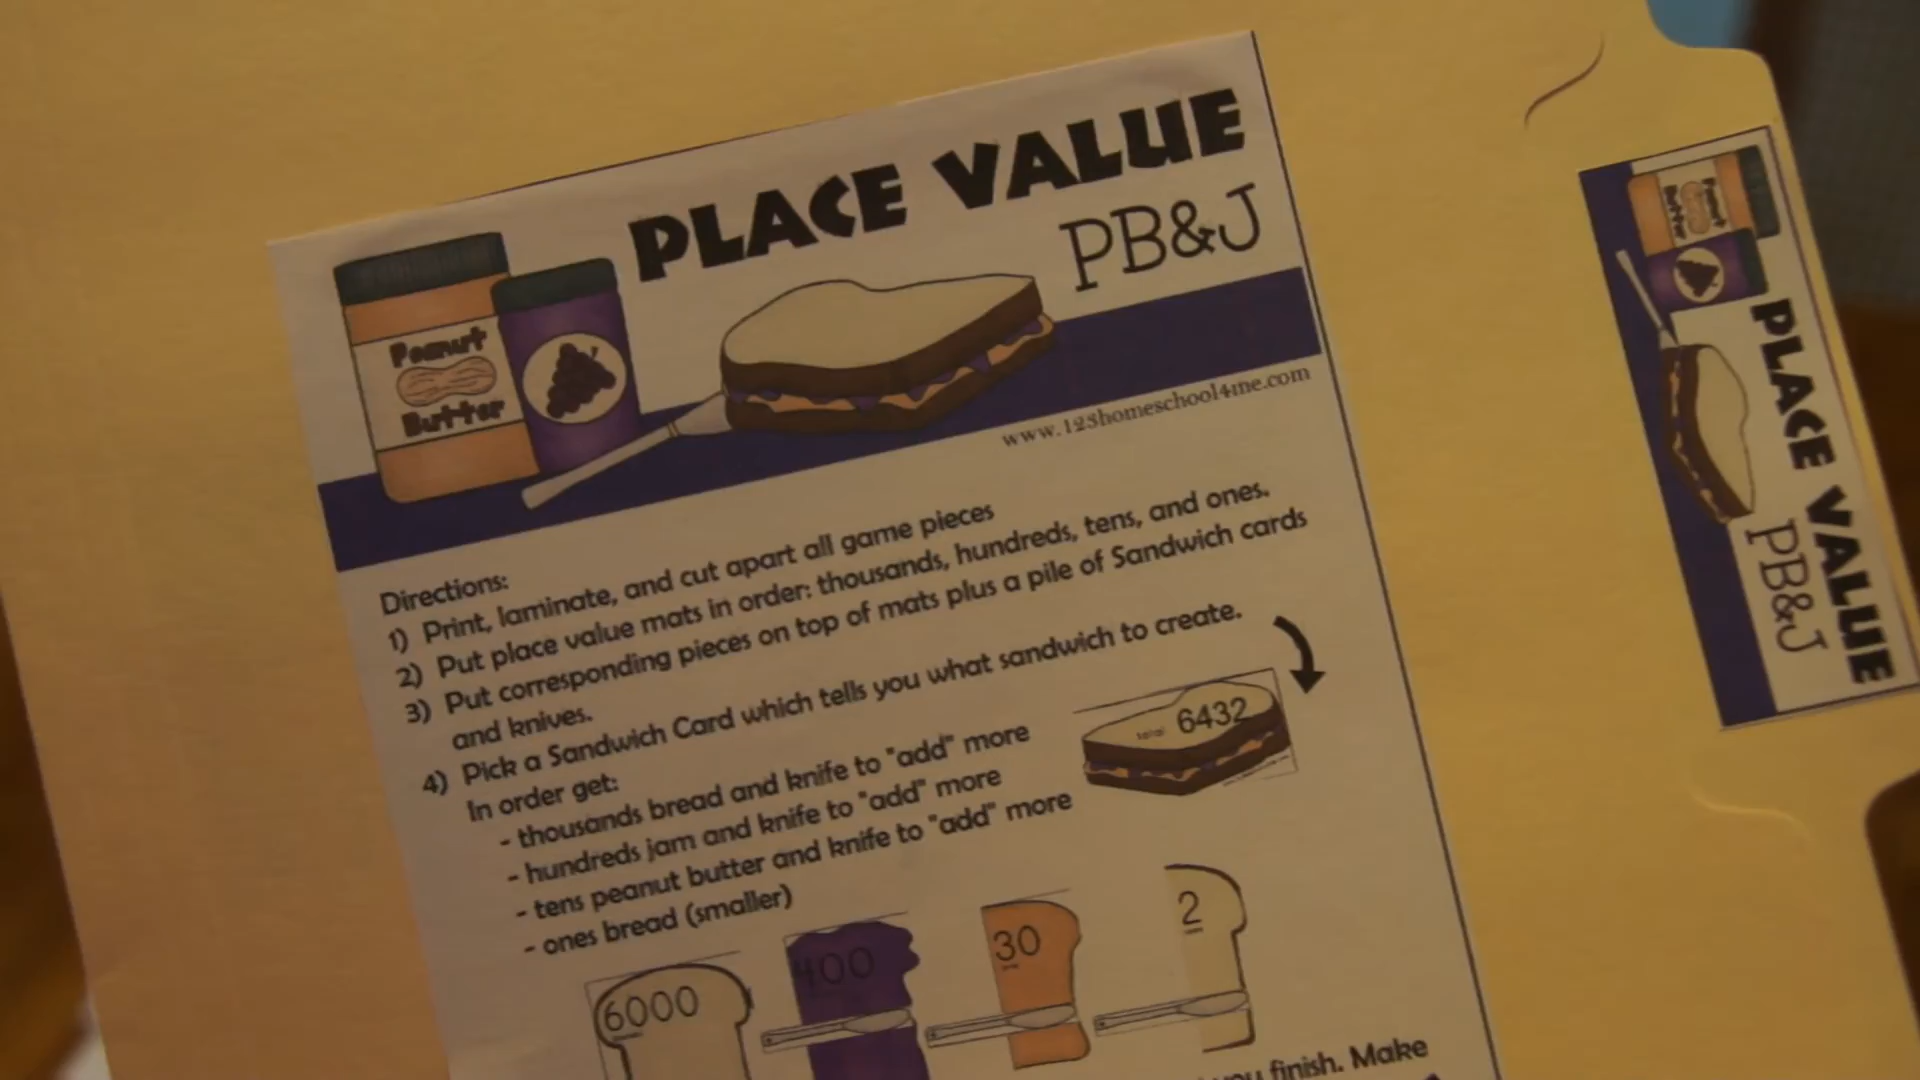 PLACE VALUE
PB&J
Peanut
Butter
www.123homeschool4me.com
Directions:
1) Print, laminate, and cut apart all game pieces
2) Put place value mats in order: thousands, hundreds, tens, and ones.
3) Put corresponding pieces on top of mats plus a pile of Sandwich cards
and knives.
4) Pick a Sandwich Card which tells you what sandwich to create.
In order get:
- thousands bread and knife to "add" more
- hundreds jam and knife to "add" more
- tens peanut butter and knife to "add" more
- ones bread (smaller)
6432
6000
400
30
2
you finish. Make
Peanut
Butter
PLACE VALUE
PB&J